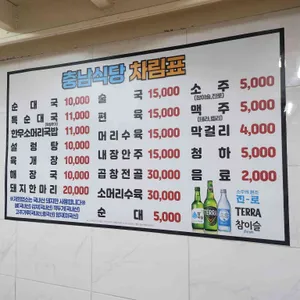 충남식탕 차림표
순대국 10,000
특순대국 11,000
한우소머리국밥 11,000
설렁탕 10,000
육개장 10,000
해장국 10,000
돼지한마리 20,000
술국 15,000
편육 15,000
머리수육 15,000
내장안주 15,000
곱창전골 30,000
소머리수육 30,000
순대 5,000
소주 5,000
맥주 5,000
막걸리 4,000
청하 5,000
음료 2,000
진로
TERRA
참이슬